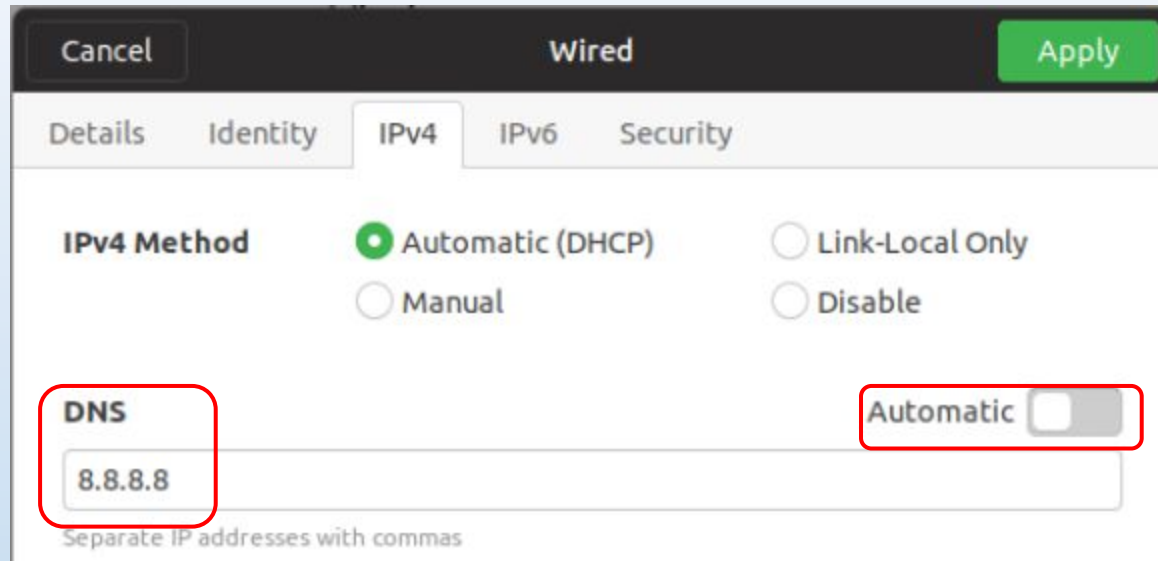 Cancel Wired Apply
Details Identity IPv4 IPv6 Security
IPv4 Method Automatic (DHCP) Link-Local Only
Manual Disable
DNS Automatic
8.8.8.8
Separate IP addresses with commas